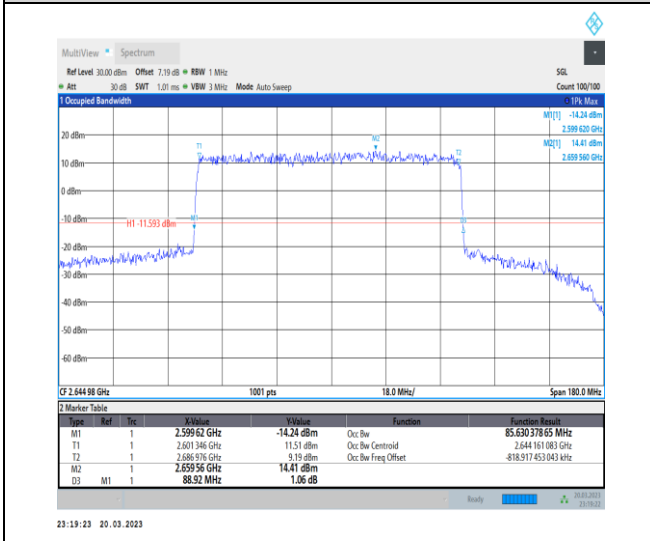 MultiView Spectrum
Ref Level 30.00 dBm Offset 7.19 dB RBW 1 MHz SGL
Att 30 dB SWT 1.01 ms VBW 3 MHz Mode Auto Sweep Count 100/100
1 Occupied Bandwidth 1Pk Max
M1[1] -14.24 dBm
2.599 620 GHz
M2[1] 14.41 dBm
2.659 560 GHz
20 dBm
T1
M2
T2
10 dBm
0 dBm
-10 dBm
H1 -11.593 dBm
M1
-20 dBm
-30 dBm
-40 dBm
-50 dBm
-60 dBm
CF 2.644 98 GHz 1001 pts 18.0 MHz/ Span 180.0 MHz
2 Marker Table
Type Ref Trc X-Value Y-Value Function Function Result
M1 1 2.599 62 GHz -14.24 dBm Occ Bw 85.630 378 65 MHz
T1 1 2.601 346 GHz 11.51 dBm Occ Bw Centroid 2.644 161 083 GHz
T2 1 2.686 976 GHz 9.19 dBm Occ Bw Freq Offset -818.917 453 043 kHz
M2 1 2.659 56 GHz 14.41 dBm
D3 M1 1 88.92 MHz 1.06 dB
Ready 20.03.2023
23:19:22
23:19:23 20.03.2023